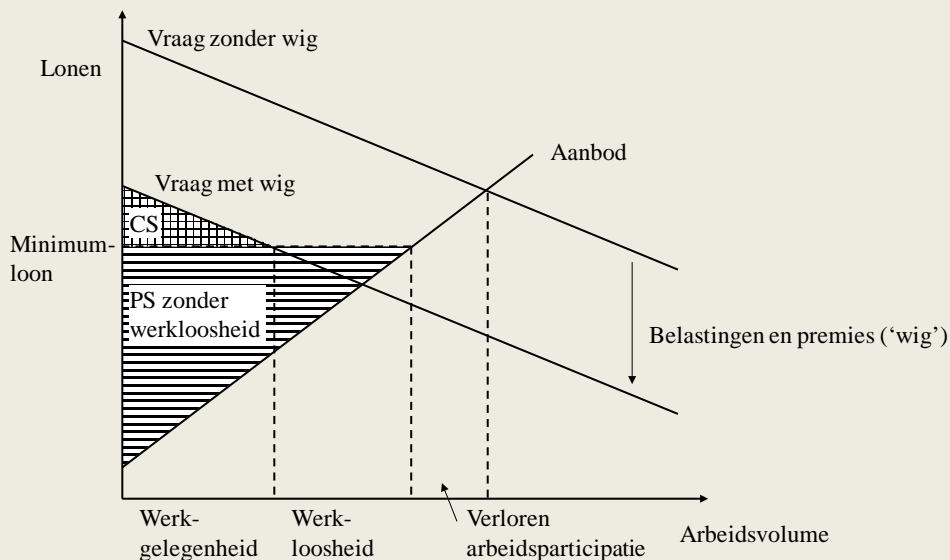 Vraag zonder wig
Lonen
Aanbod
Vraag met wig
CS
Minimum-
loon
PS zonder
werkloosheid
Belastingen en premies (‘wig’)
Werk-
gelegenheid
Werk-
loosheid
Verloren
arbeidsparticipatie
Arbeidsvolume